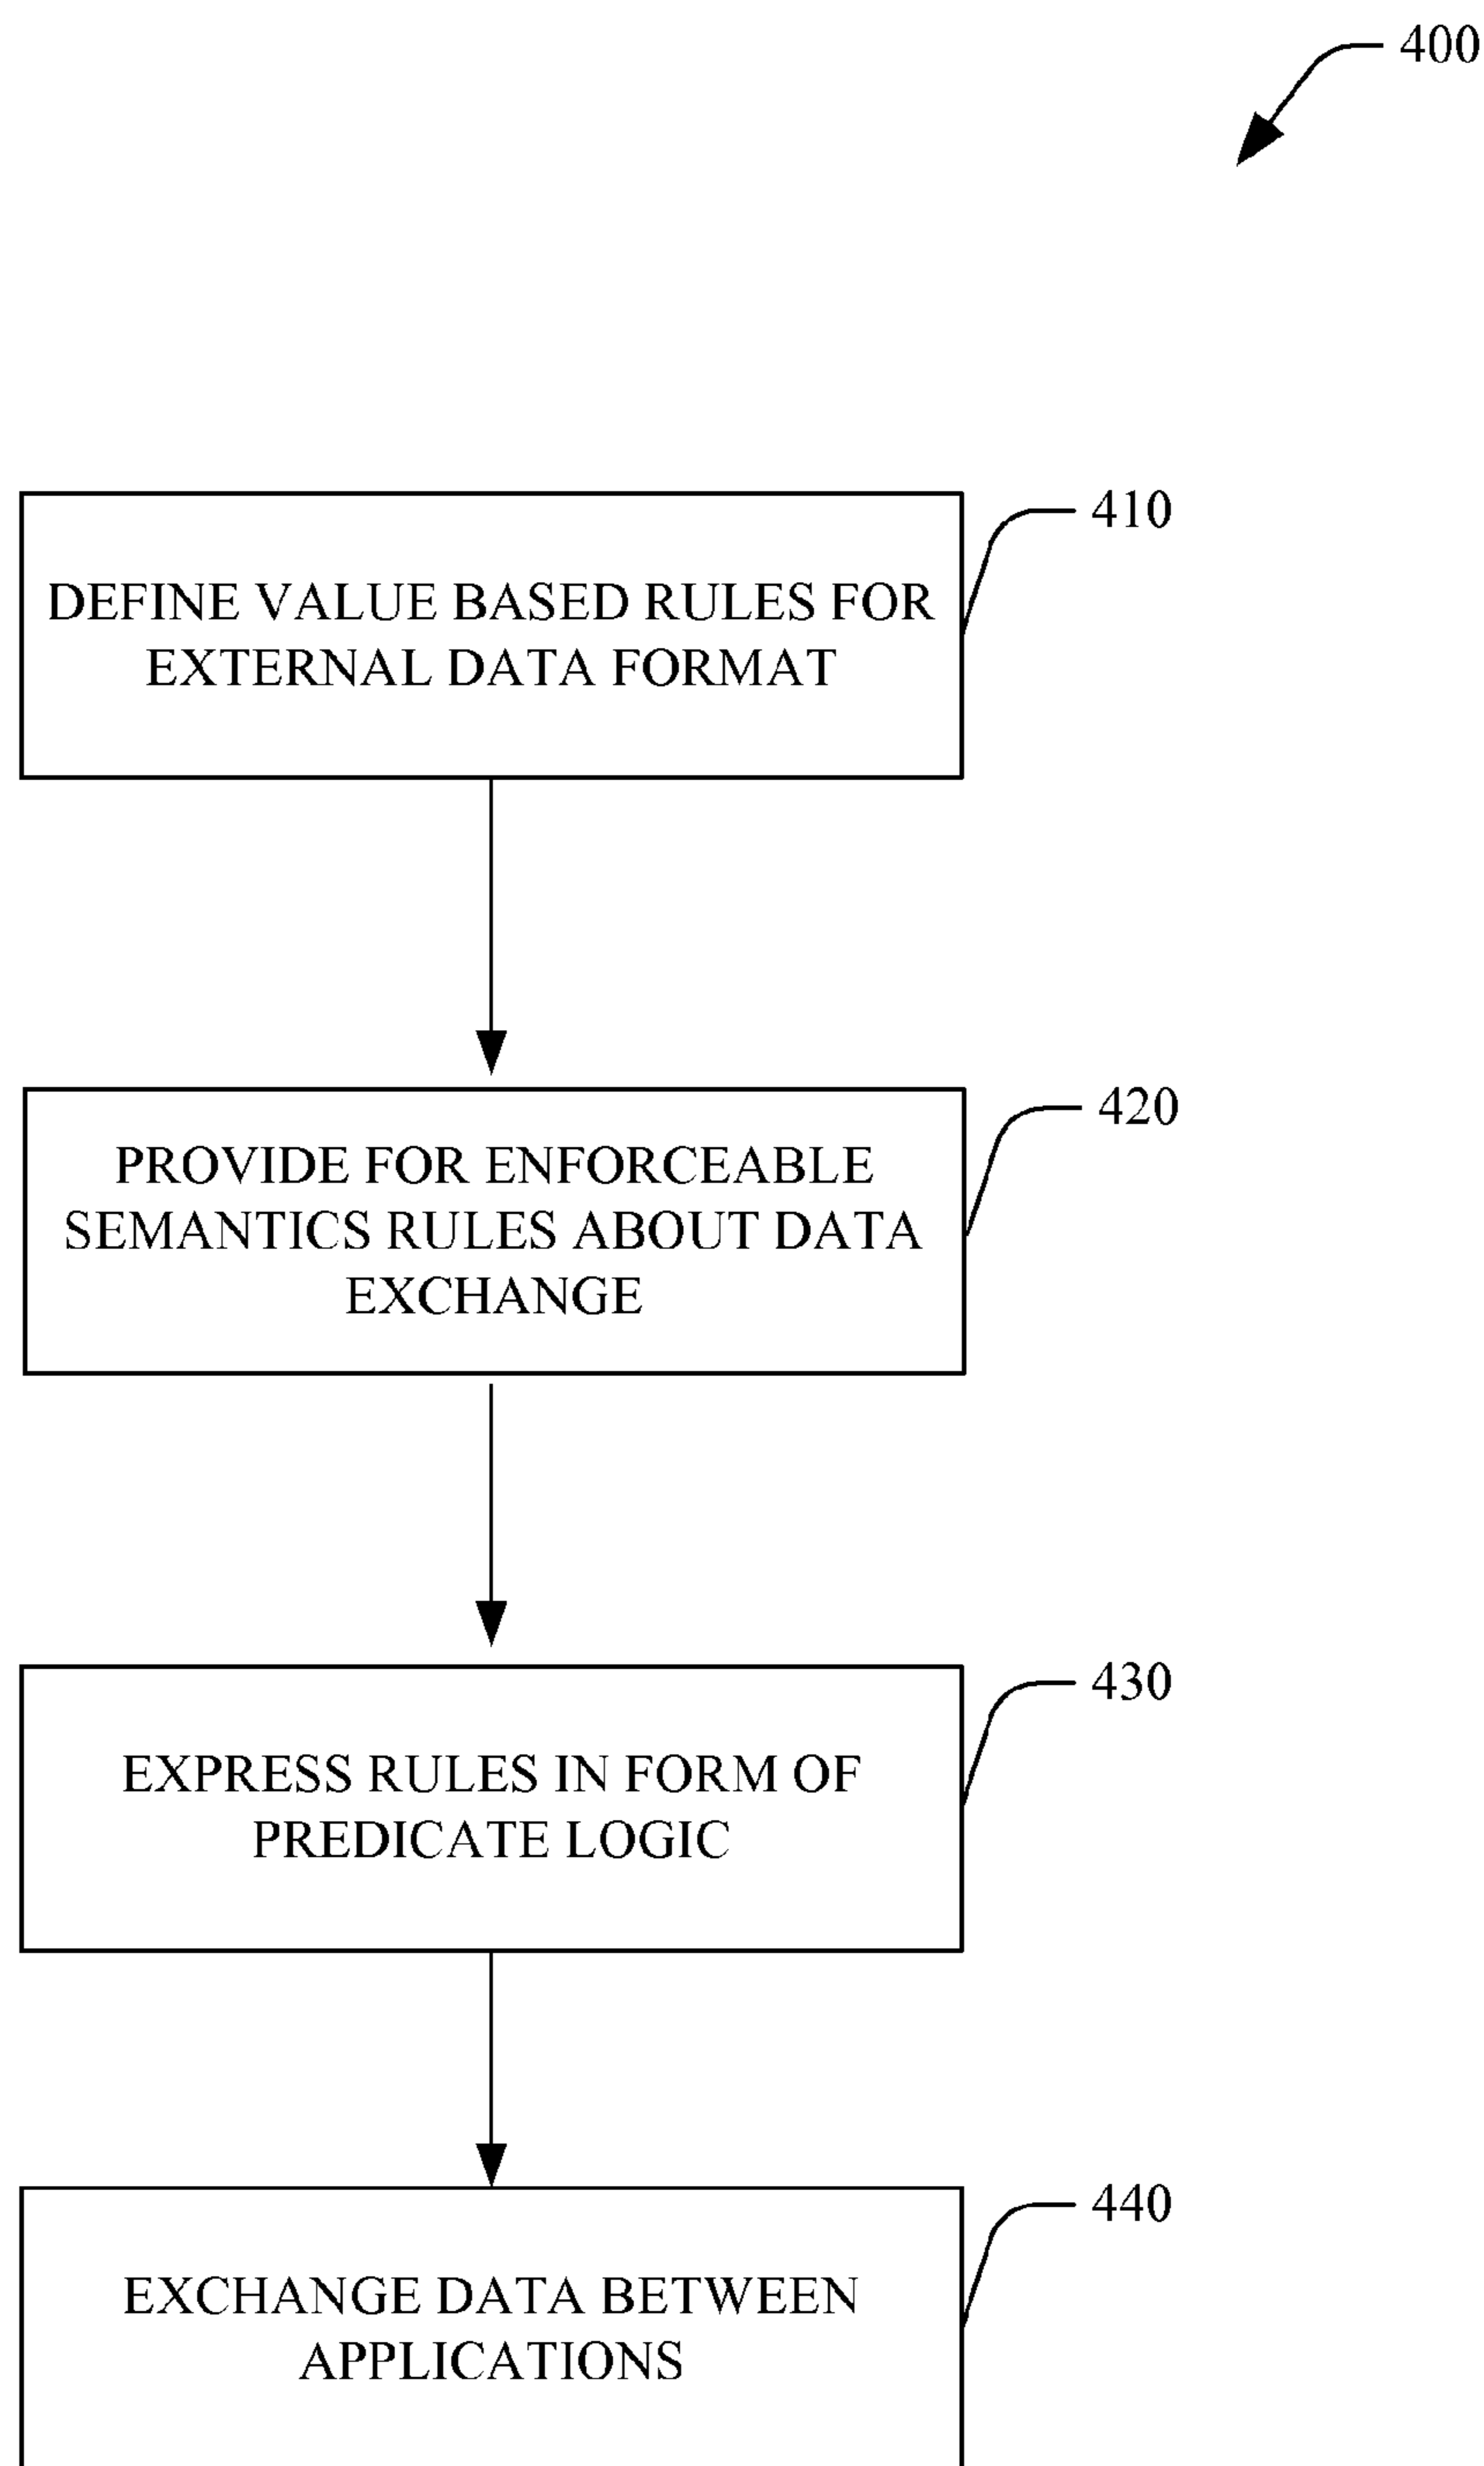 400
410
DEFINE VALUE BASED RULES FOR
EXTERNAL DATA FORMAT
420
PROVIDE FOR ENFORCEABLE
SEMANTICS RULES ABOUT DATA
EXCHANGE
430
EXPRESS RULES IN FORM OF
PREDICATE LOGIC
440
EXCHANGE DATA BETWEEN
APPLICATIONS